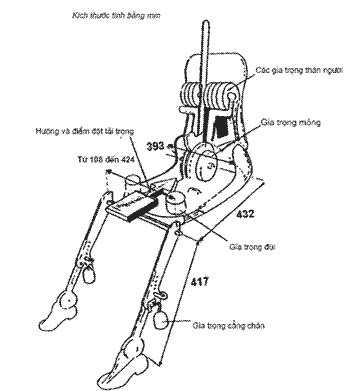 Kích thước tính bằng mm
Các gia trọng thân người
Gia trọng mông
Hướng và điểm đặt tải trọng
393
Từ 108 đến 424
432
Gia trọng đùi
417
Gia trọng cẳng chân